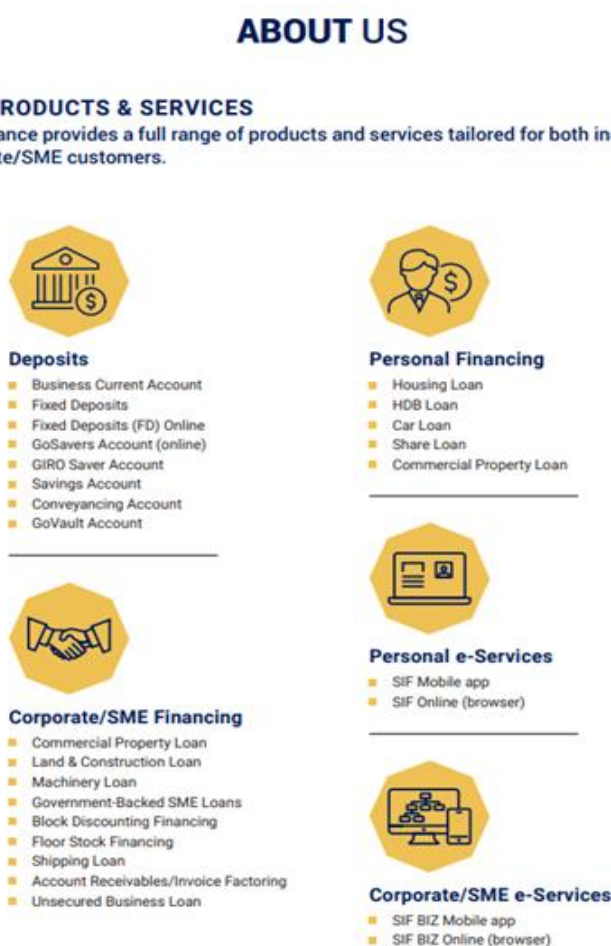 ABOUT US
RODUCTS & SERVICES
ance provides a full range of products and services tailored for both in
te/SME customers.
Deposits
Business Current Account
Fixed Deposits
Fixed Deposits (FD) Online
GoSavers Account (online)
GIRO Saver Account
Savings Account
Conveyancing Account
GoVault Account
Corporate/SME Financing
Commercial Property Loan
Land & Construction Loan
Machinery Loan
Government-Backed SME Loans
Block Discounting Financing
Floor Stock Financing
Shipping Loan
Account Receivables/Invoice Factoring
Unsecured Business Loan
Personal Financing
Housing Loan
HDB Loan
Car Loan
Share Loan
Commercial Property Loan
Personal e-Services
SIF Mobile app
SIF Online (browser)
Corporate/SME e-Services
SIF BIZ Mobile app
SIF BIZ Online (browser)